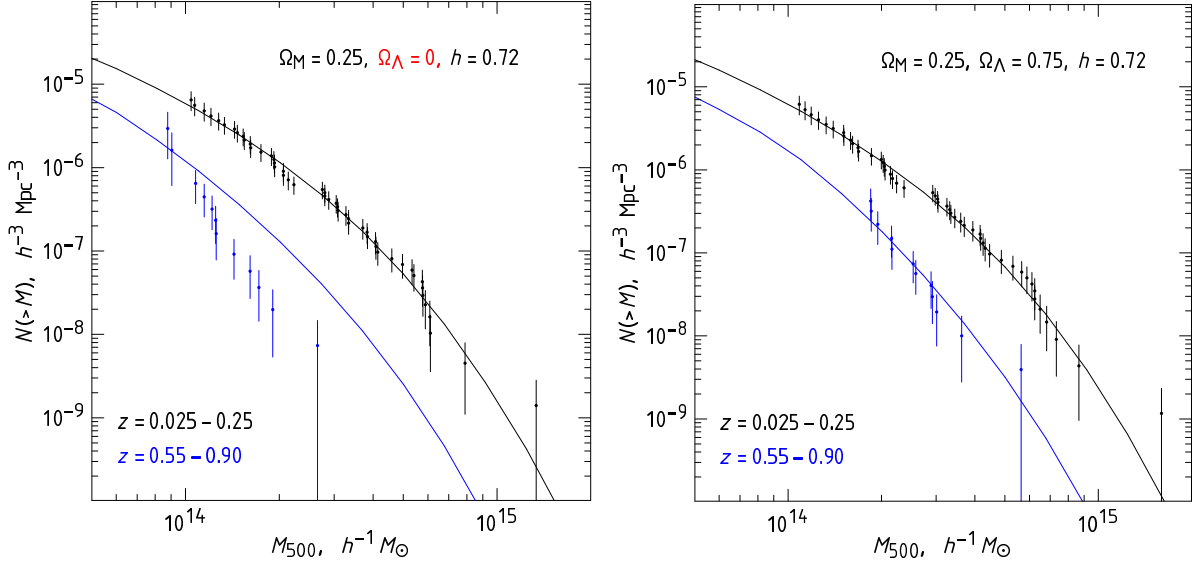 Ω_M = 0.25, Ω_Λ = 0, h = 0.72
10^−5
10^−6
10^−7
10^−8
10^−9
N(>M), h^−3 Mpc^−3
z = 0.025 − 0.25
z = 0.55 − 0.90
10^14
10^15
M_500, h^−1 M_⊙
Ω_M = 0.25, Ω_Λ = 0.75, h = 0.72
10^−5
10^−6
10^−7
10^−8
10^−9
N(>M), h^−3 Mpc^−3
z = 0.025 − 0.25
z = 0.55 − 0.90
10^14
10^15
M_500, h^−1 M_⊙